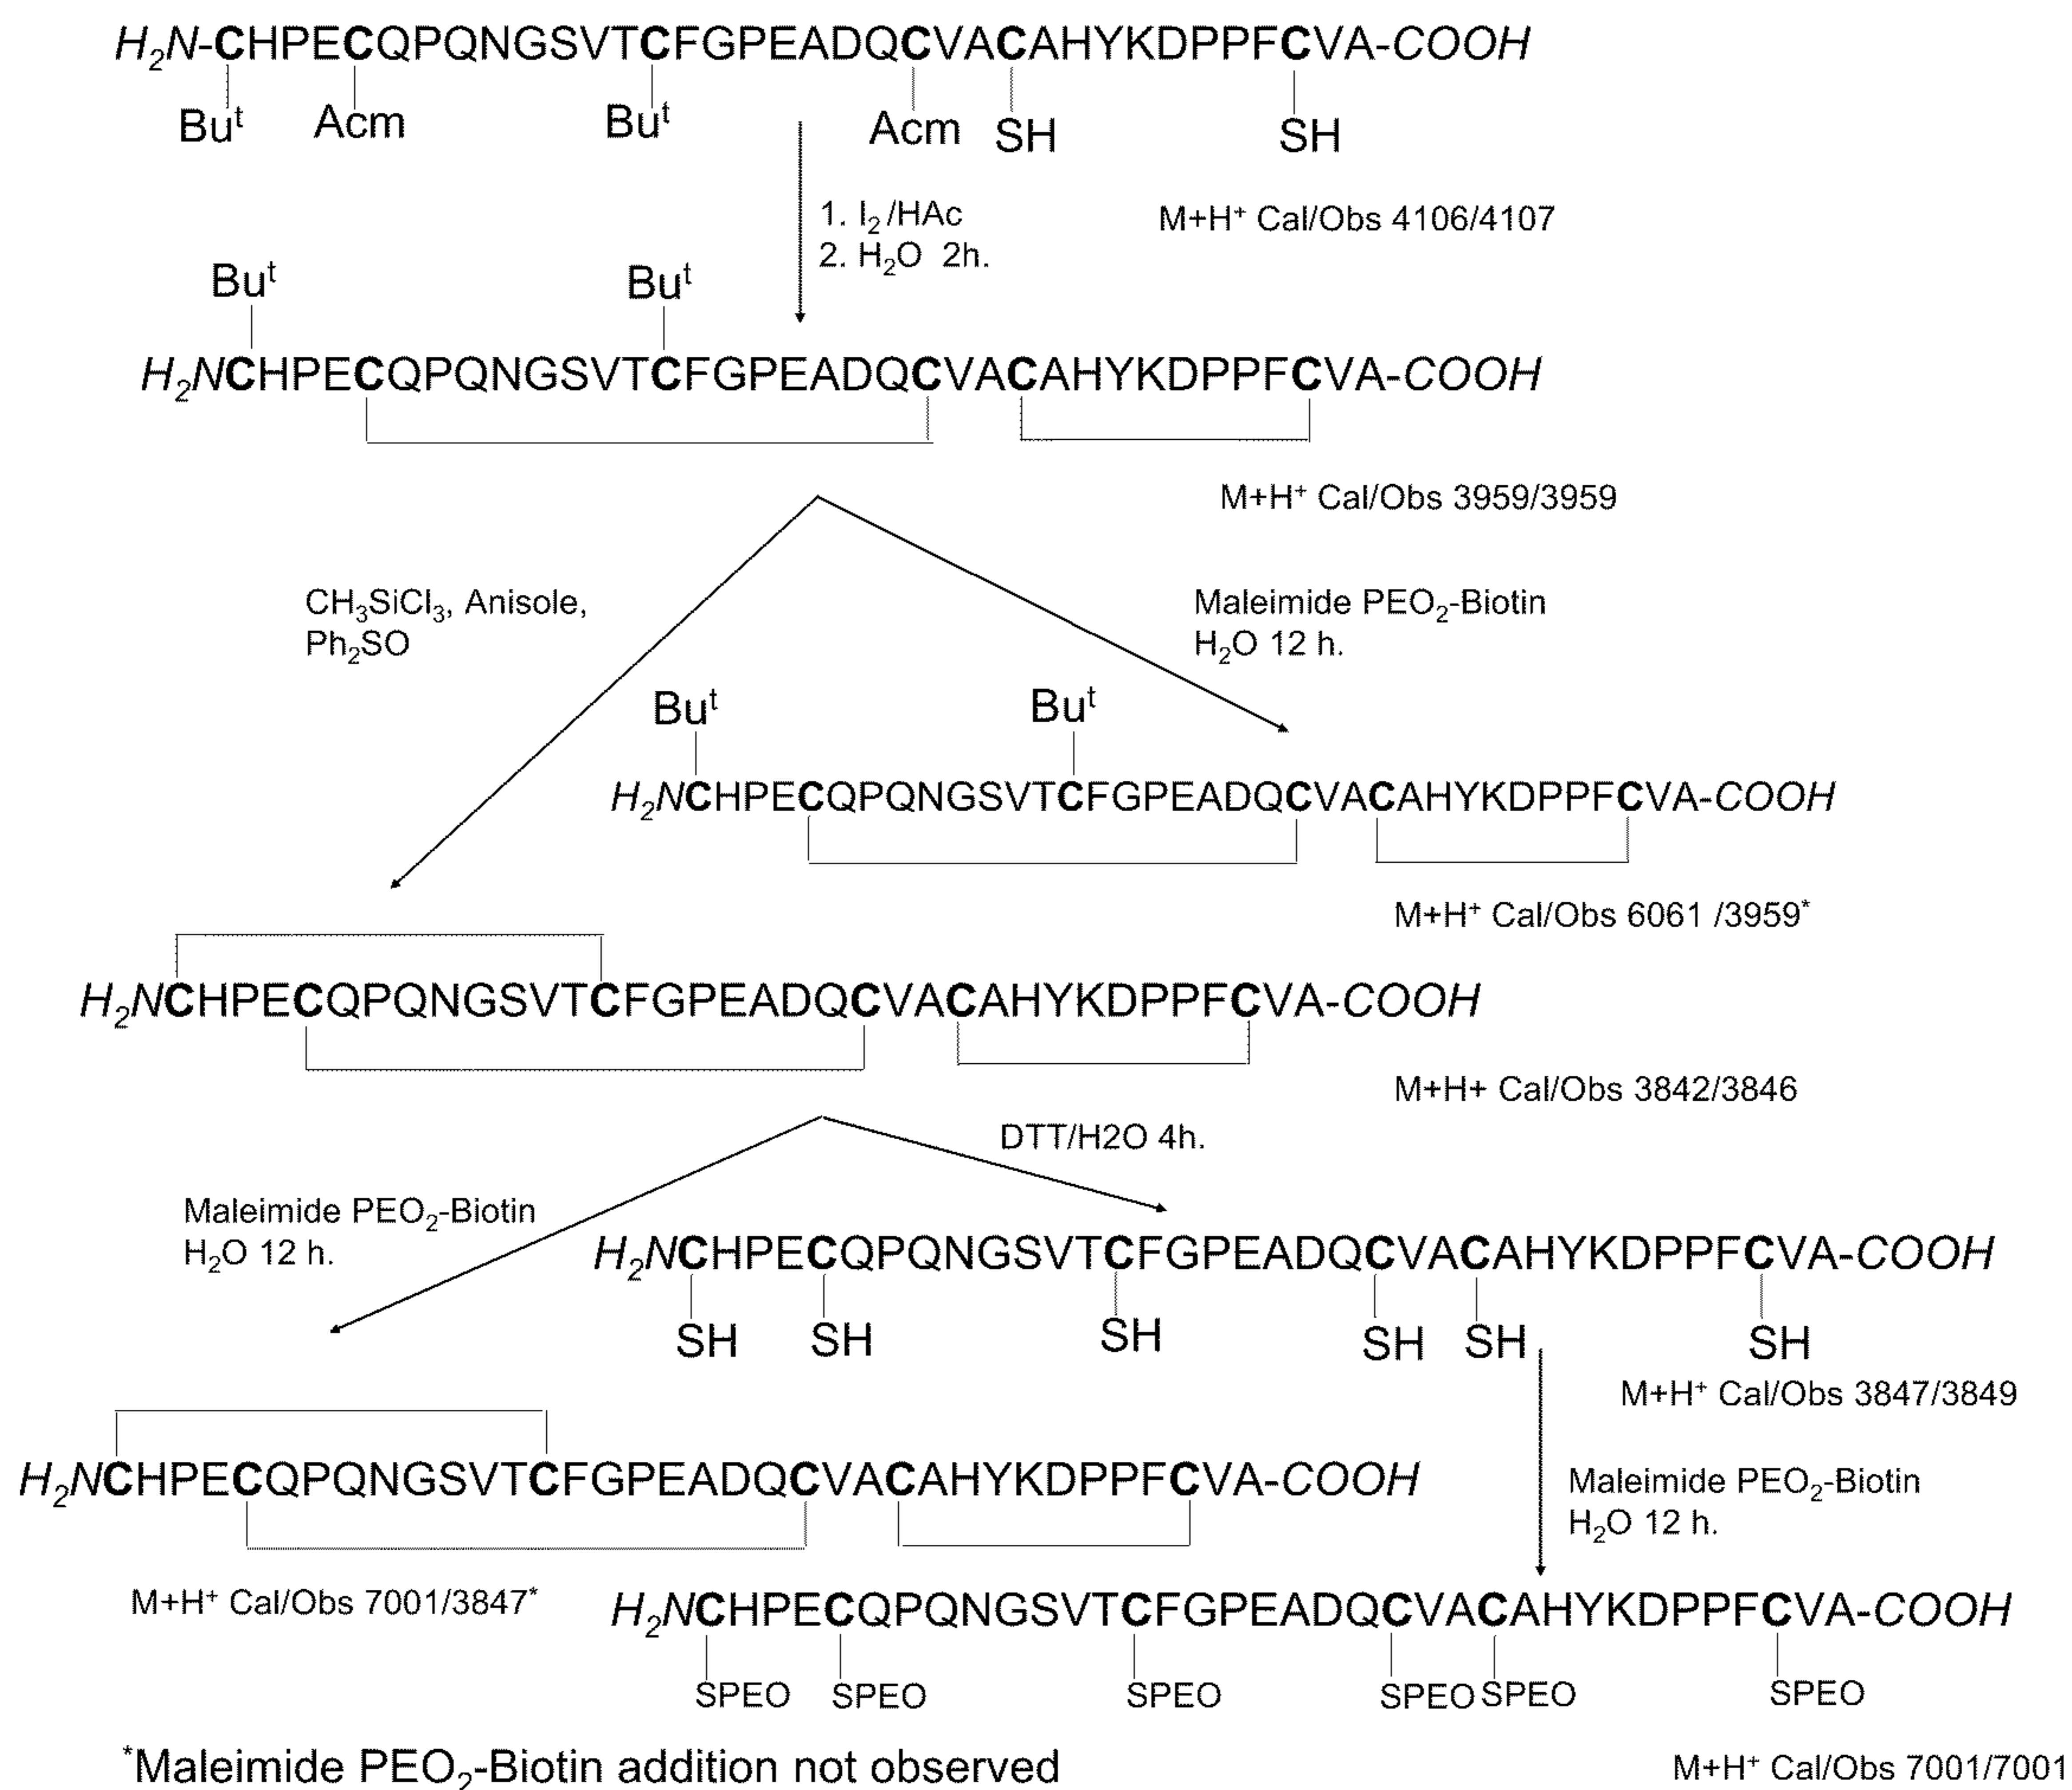 H2N-CHPECQPQNGSVTCFGPEADQCVACAHYKDPPFCVA-COOH
But Acm But Acm SH SH
1. I2/HAc
2. H2O 2h.
M+H+ Cal/Obs 4106/4107
But But
H2NCHPECQPQNGSVTCFGPEADQCVACAHYKDPPFCVA-COOH
M+H+ Cal/Obs 3959/3959
CH3SiCl3, Anisole,
Ph2SO
Maleimide PEO2-Biotin
H2O 12 h.
But But
H2NCHPECQPQNGSVTCFGPEADQCVACAHYKDPPFCVA-COOH
M+H+ Cal/Obs 6061 /3959*
H2NCHPECQPQNGSVTCFGPEADQCVACAHYKDPPFCVA-COOH
M+H+ Cal/Obs 3842/3846
DTT/H2O 4h.
Maleimide PEO2-Biotin
H2O 12 h.
H2NCHPECQPQNGSVTCFGPEADQCVACAHYKDPPFCVA-COOH
SH SH SH SH SH SH
M+H+ Cal/Obs 3847/3849
H2NCHPECQPQNGSVTCFGPEADQCVACAHYKDPPFCVA-COOH
Maleimide PEO2-Biotin
H2O 12 h.
M+H+ Cal/Obs 7001/3847*
H2NCHPECQPQNGSVTCFGPEADQCVACAHYKDPPFCVA-COOH
SPEO SPEO SPEO SPEO SPEO SPEO
*Maleimide PEO2-Biotin addition not observed
M+H+ Cal/Obs 7001/7001